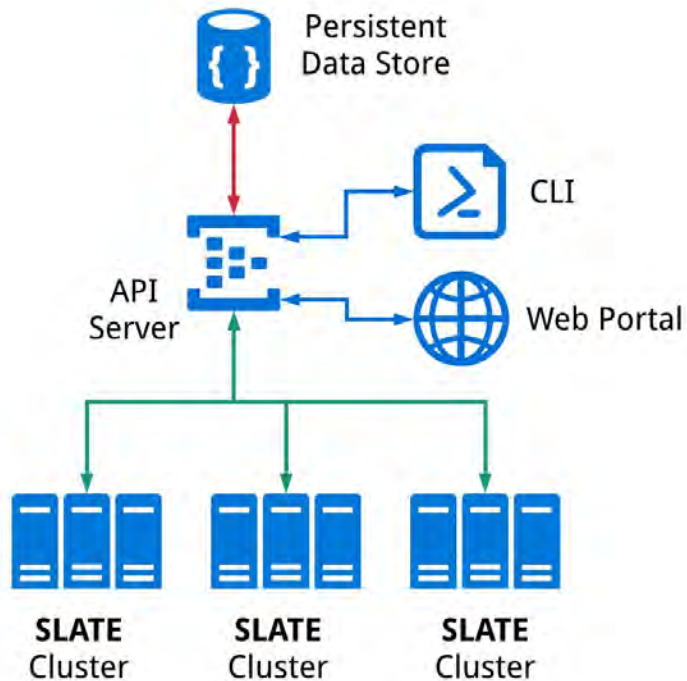 Persistent
Data Store
CLI
API
Server
Web Portal
SLATE
Cluster
SLATE
Cluster
SLATE
Cluster